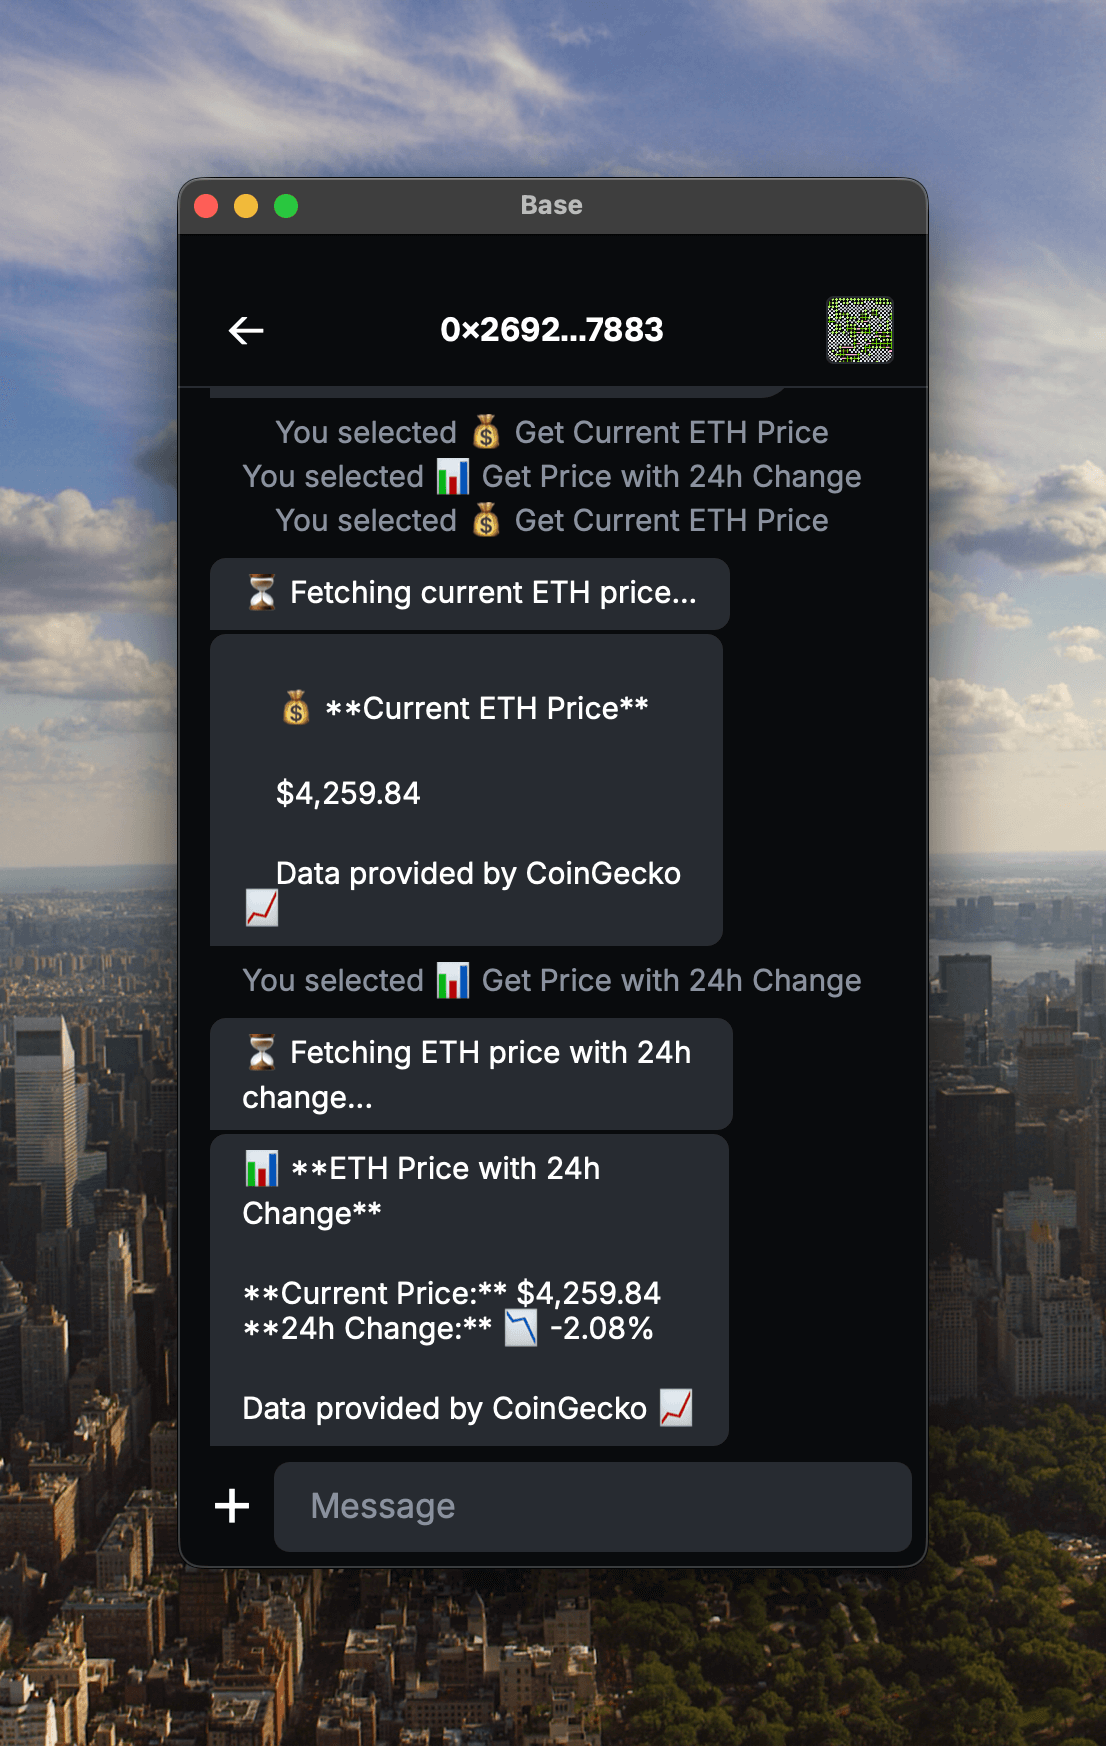 Base
0×2692...7883
You selected 💰 Get Current ETH Price
You selected 📊 Get Price with 24h Change
You selected 💰 Get Current ETH Price
⏳ Fetching current ETH price...
💰 **Current ETH Price**
$4,259.84
Data provided by CoinGecko
📈
You selected 📊 Get Price with 24h Change
⏳ Fetching ETH price with 24h
change...
📊 **ETH Price with 24h
Change**
**Current Price:** $4,259.84
**24h Change:** 📉 -2.08%
Data provided by CoinGecko 📈
Message